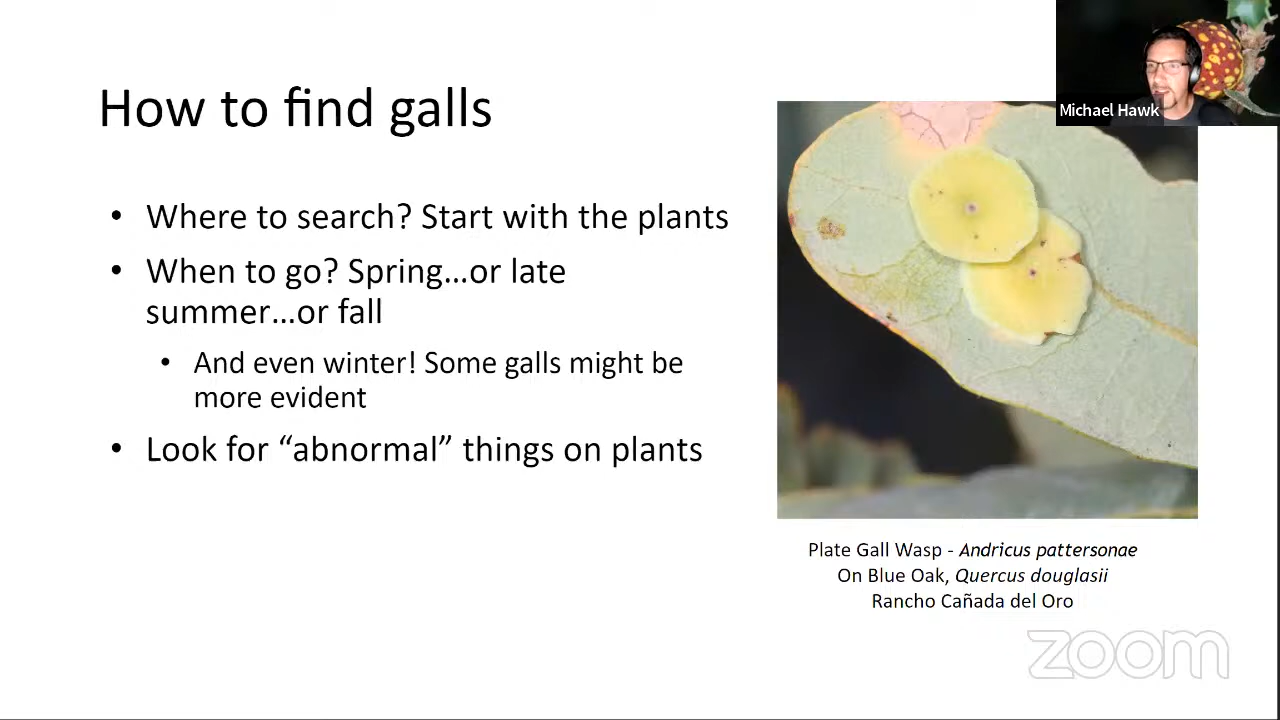 Michael Hawk
How to find galls
• Where to search? Start with the plants
• When to go? Spring...or late
summer...or fall
• And even winter! Some galls might be
more evident
• Look for “abnormal” things on plants
Plate Gall Wasp - Andricus pattersonae
On Blue Oak, Quercus douglasii
Rancho Cañada del Oro
zoom